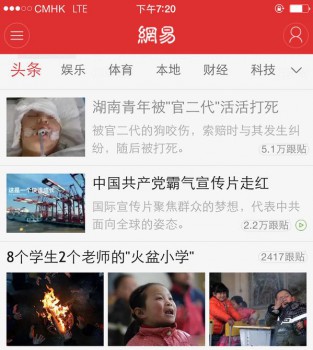 CMHK LTE 下午7:20
網易
头条 娱乐 体育 本地 财经 科技
湖南青年被"官二代"活活打死
被官二代的狗咬伤，索赔时与其发生纠
纷，随后被打死。
5.1万跟贴
中国共产党霸气宣传片走红
国际宣传片聚焦群众的梦想，代表中共
面向全球的姿态。
2.2万跟贴
8个学生2个老师的"火盆小学"
2417跟贴